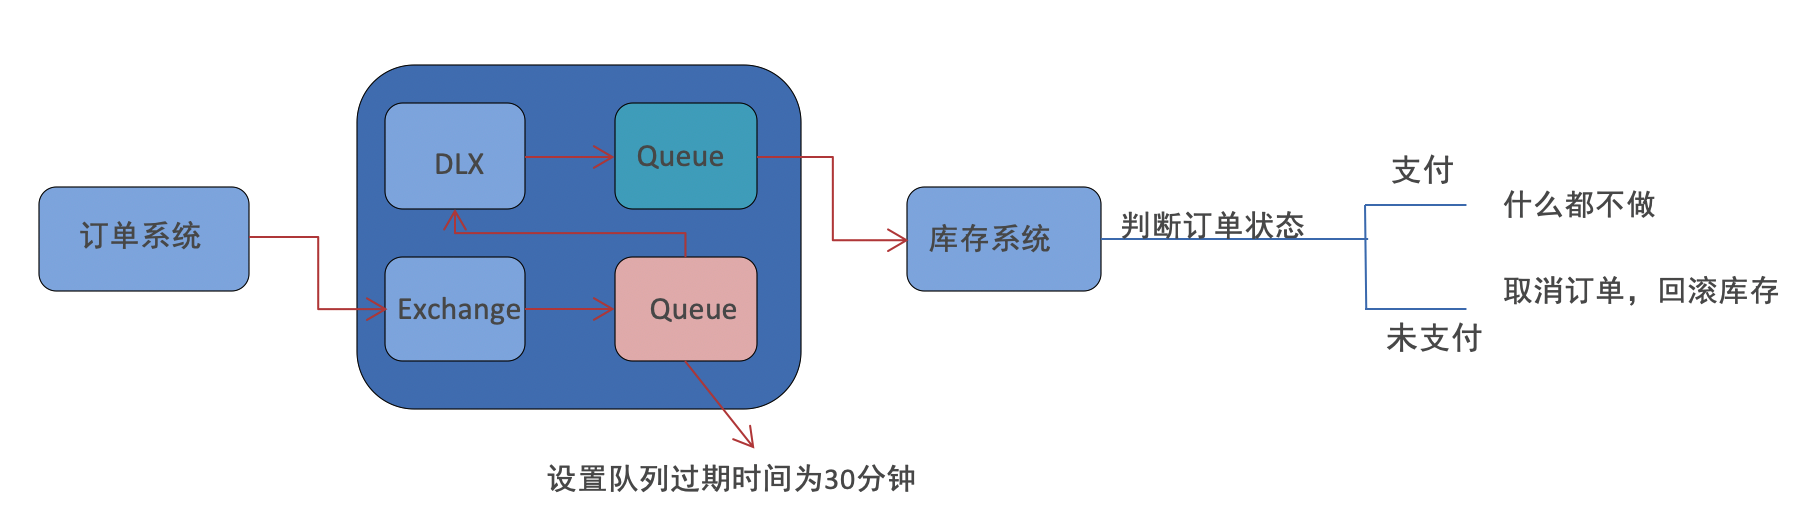 DLX
Queue
订单系统
Exchange
Queue
设置队列过期时间为30分钟
库存系统
判断订单状态
支付
什么都不做
取消订单，回滚库存
未支付